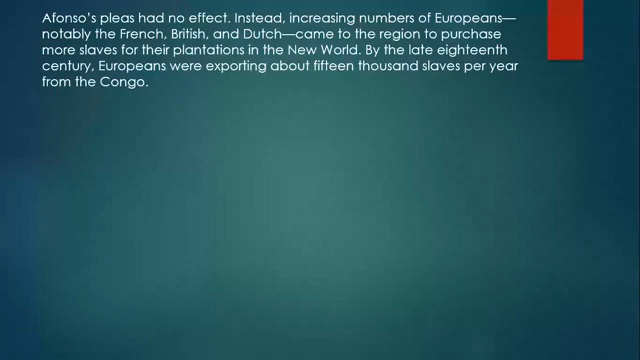 Afonso’s pleas had no effect. Instead, increasing numbers of Europeans—
notably the French, British, and Dutch—came to the region to purchase
more slaves for their plantations in the New World. By the late eighteenth
century, Europeans were exporting about fifteen thousand slaves per year
from the Congo.